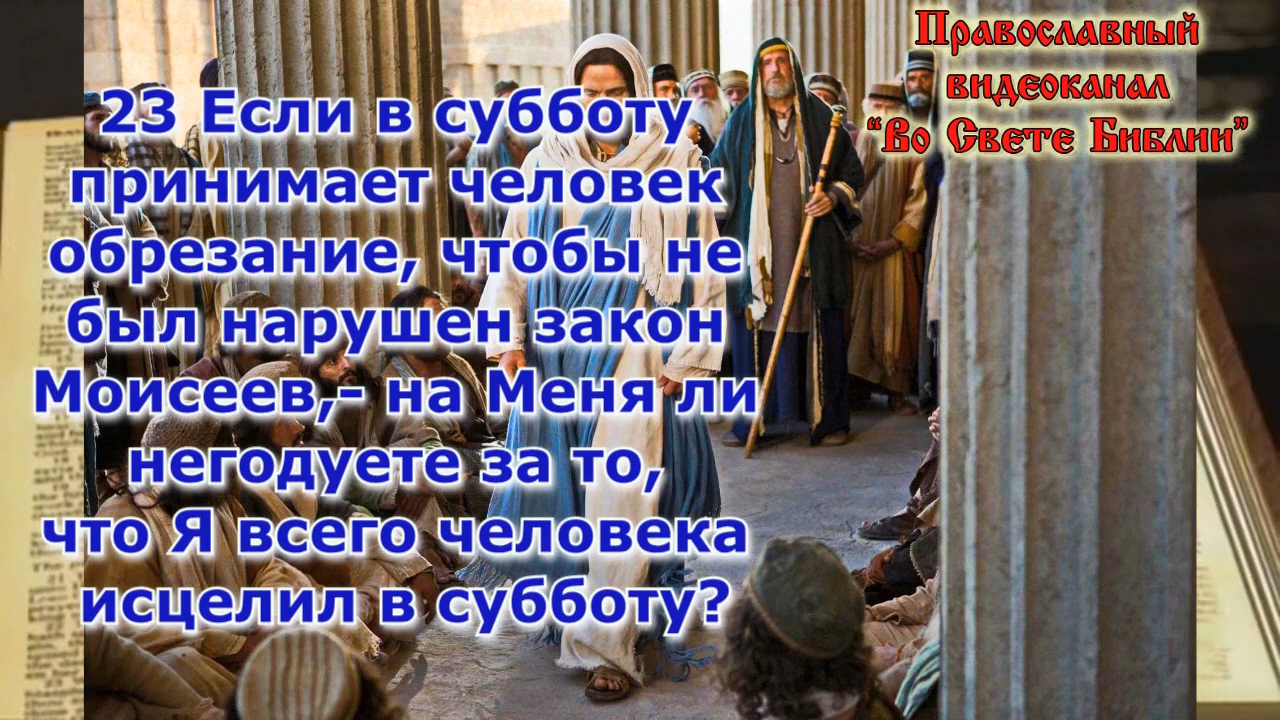 Православный
видеоканал
“Во Свете Библии”
23 Если в субботу
принимает человек
обрезание, чтобы не
был нарушен закон
Моисеев,- на Меня ли
негодуете за то,
что Я всего человека
исцелил в субботу?